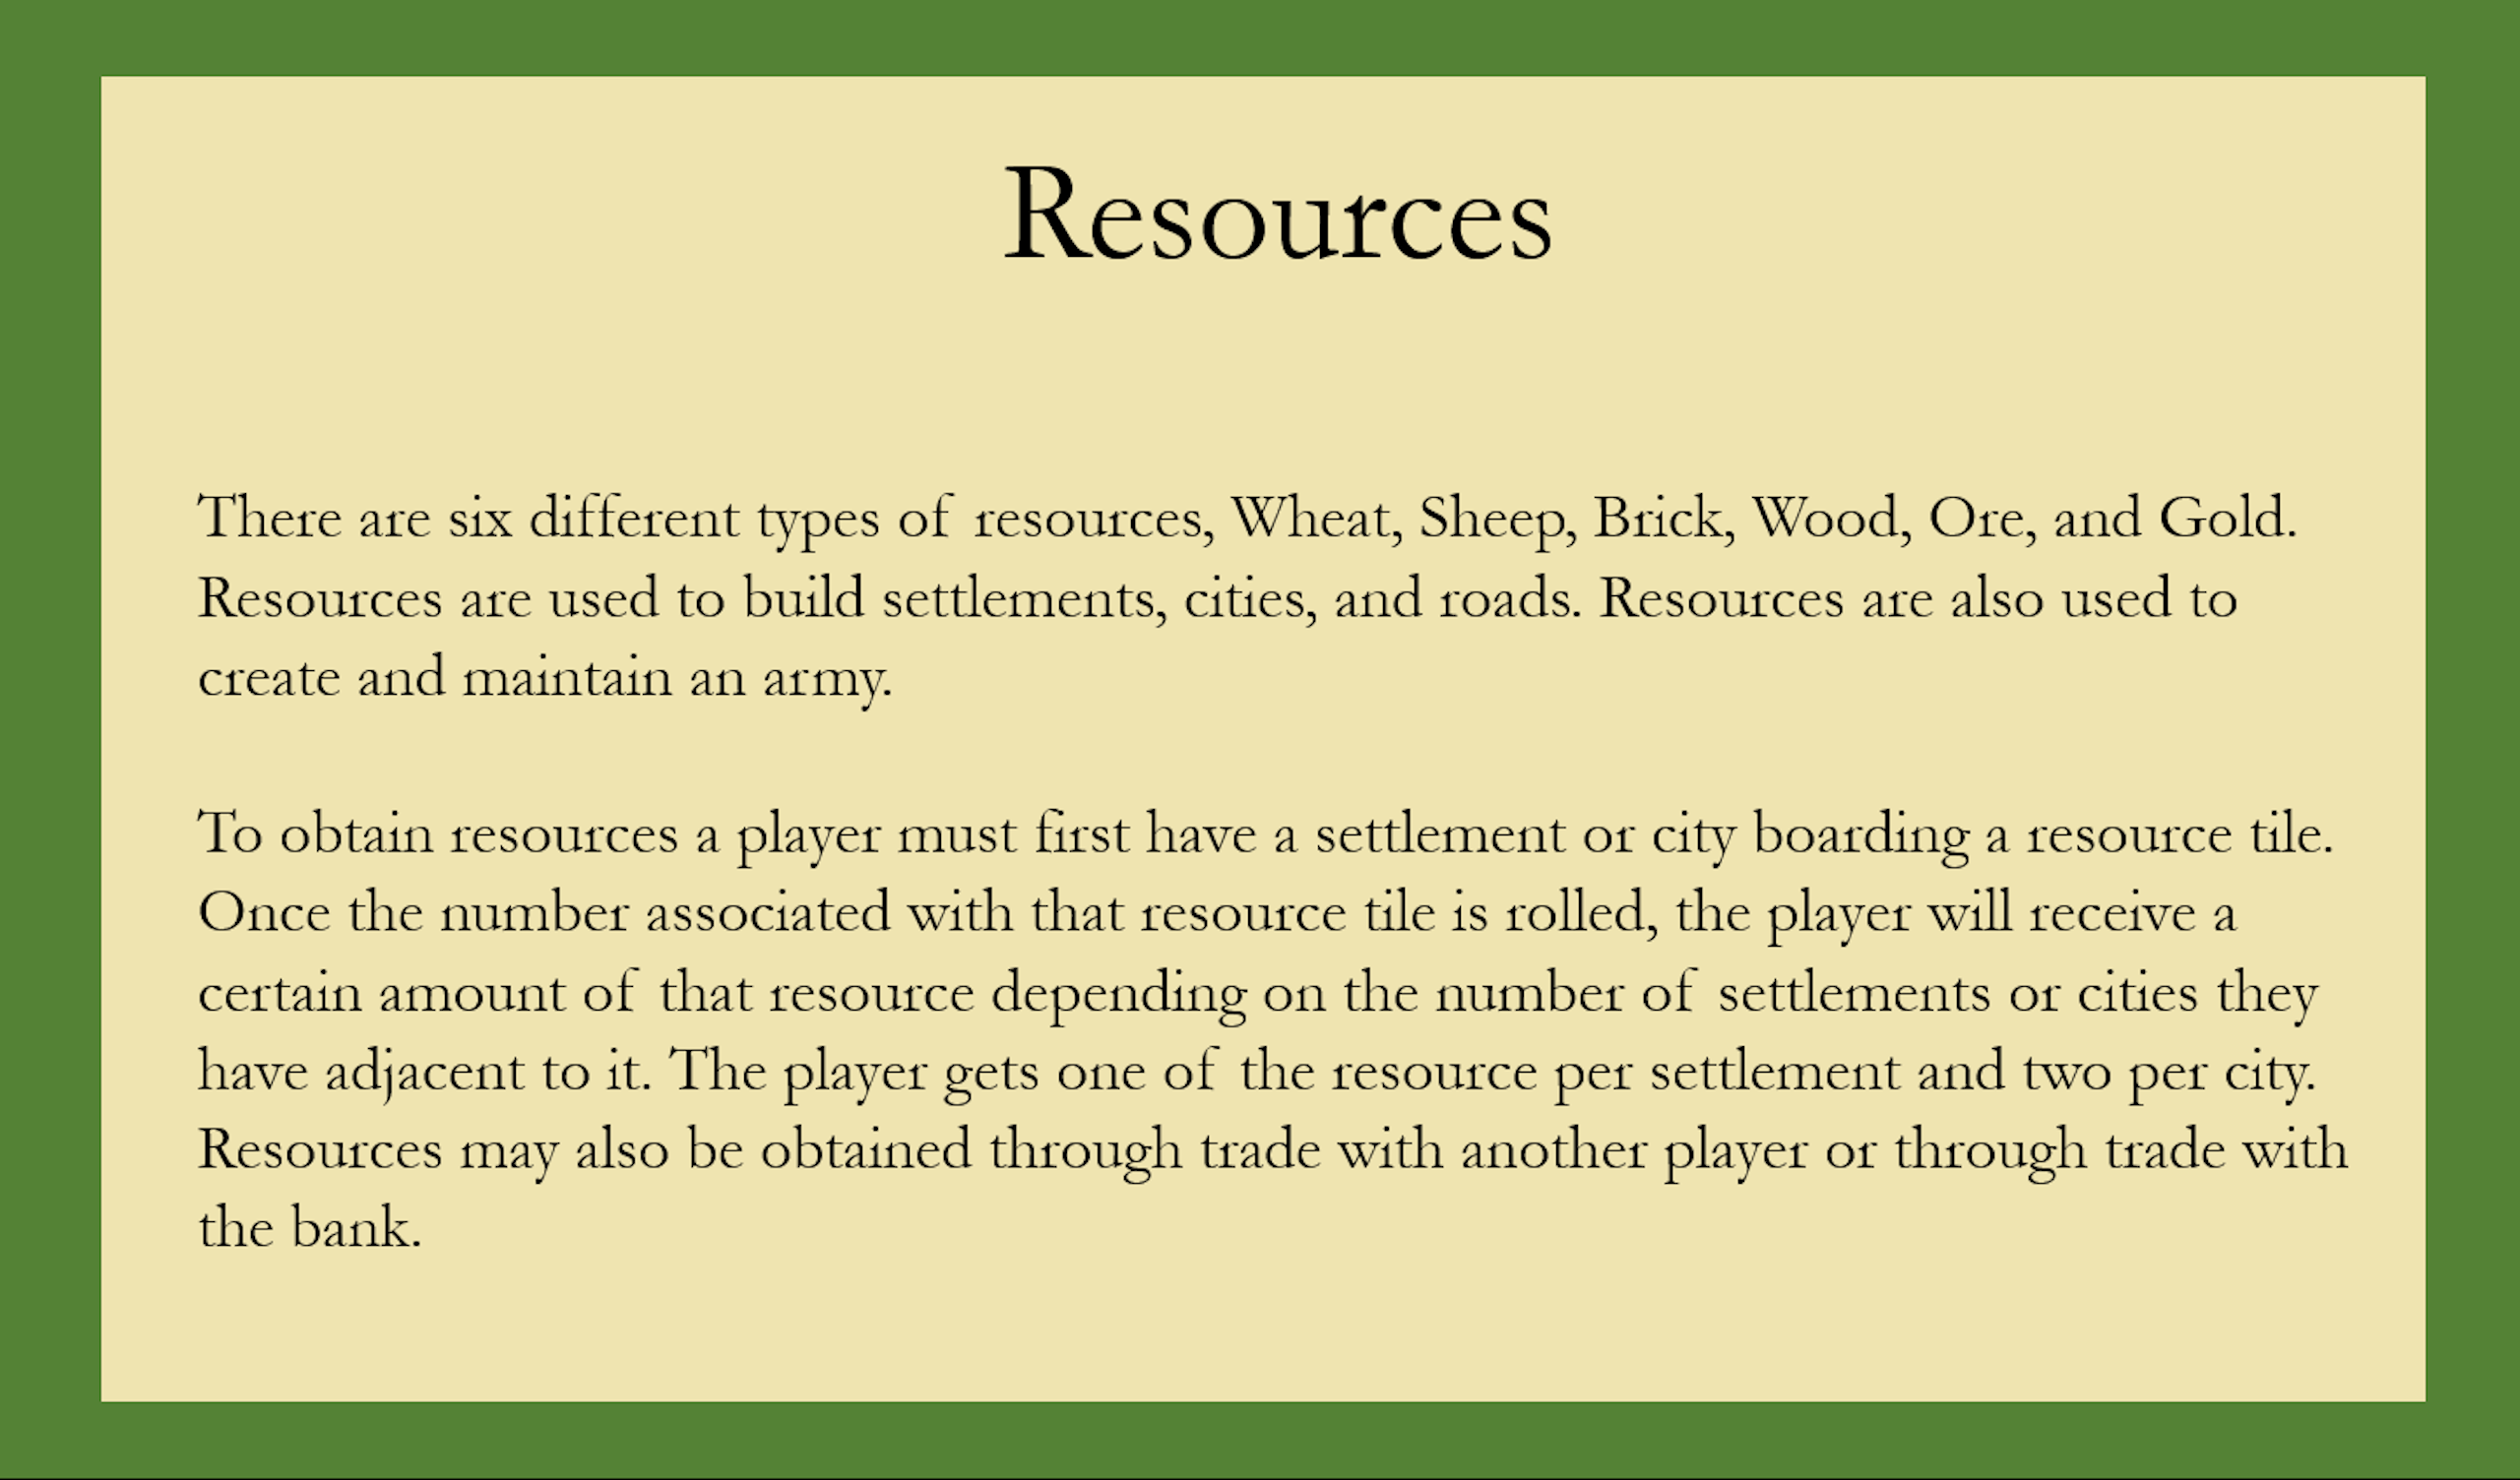 Resources
There are six different types of resources, Wheat, Sheep, Brick, Wood, Ore, and Gold.
Resources are used to build settlements, cities, and roads. Resources are also used to
create and maintain an army.
To obtain resources a player must first have a settlement or city boarding a resource tile.
Once the number associated with that resource tile is rolled, the player will receive a
certain amount of that resource depending on the number of settlements or cities they
have adjacent to it. The player gets one of the resource per settlement and two per city.
Resources may also be obtained through trade with another player or through trade with
the bank.